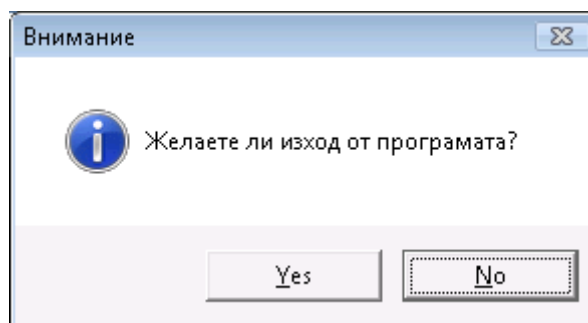 Внимание
Желаете ли изход от програмата?
Yes
No